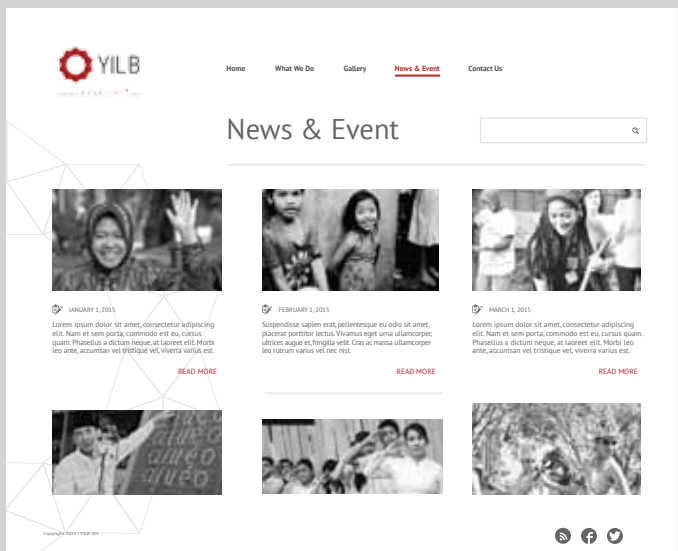 YILB
Home
What We Do
Gallery
News & Event
Contact Us
News & Event
JANUARY 1, 2015
Lorem ipsum dolor sit amet, consectetur adipiscing
elit. Nam et sem porta, commodo est eu, cursus
quam. Phasellus a dictum neque, at laoreet elit. Morbi
leo ante, accumsan vel tristique vel, viverra varius est.
READ MORE
FEBRUARY 1, 2015
Suspendisse sapien erat, pellentesque eu odio sit amet,
placerat porttitor lectus. Vivamus eget urna ullamcorper,
ultrices augue et, fringilla velit. Cras ac massa ullamcorper
leo rutrum varius vel nec nisl.
READ MORE
MARCH 1, 2015
Lorem ipsum dolor sit amet, consectetur adipiscing
elit. Nam et sem porta, commodo est eu, cursus
quam. Phasellus a dictum neque, at laoreet elit. Morbi
leo ante, accumsan vel tristique vel, viverra varius est.
READ MORE
aiuéo
aiuéo
aiuéo
Copyright 2015 | YILB